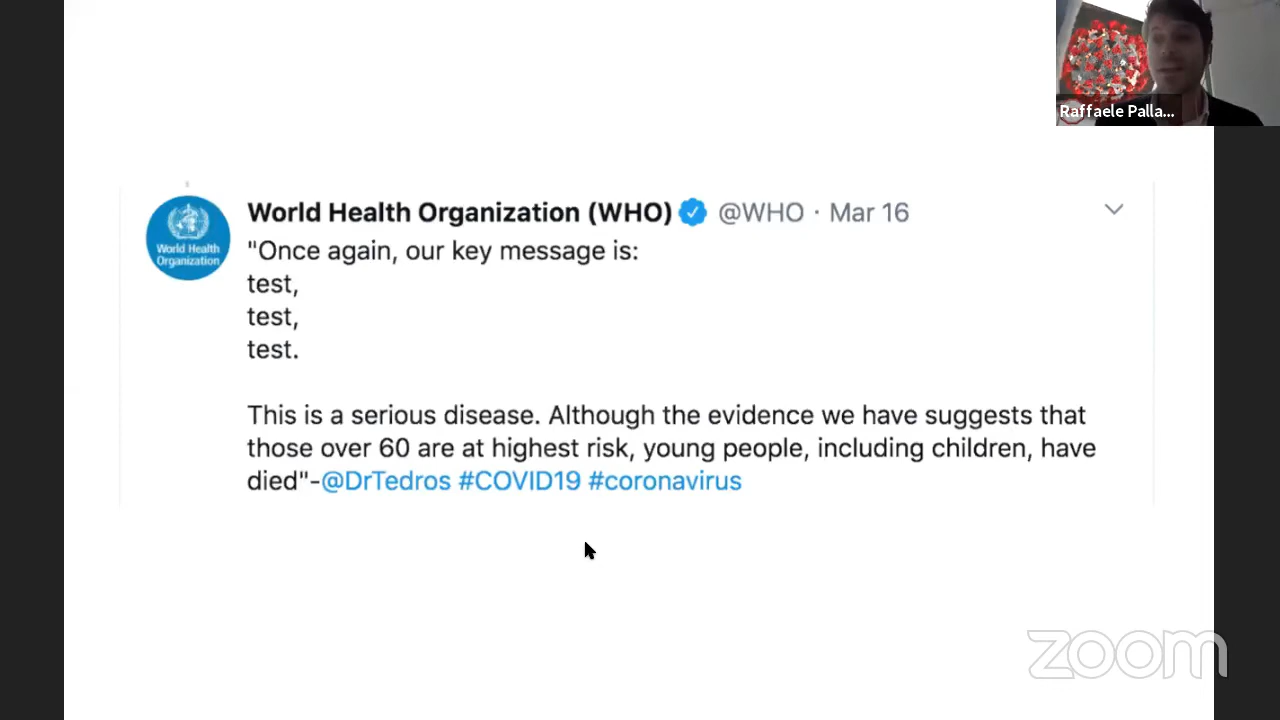 Raffaele Palla...
World Health Organization (WHO) @WHO · Mar 16
World Health
Organization
"Once again, our key message is:
test,
test,
test.
This is a serious disease. Although the evidence we have suggests that
those over 60 are at highest risk, young people, including children, have
died"-@DrTedros #COVID19 #coronavirus
zoom